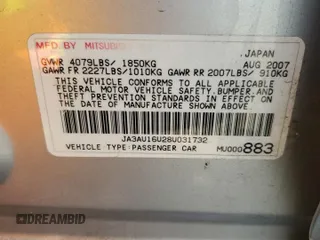 MFD BY MITSUBI
JAPAN
GVWR 4079LBS/ 1850KG AUG 2007
GAWR FR 2227LBS/1010KG GAWR RR 2007LBS/ 910KG
THIS VEHICLE CONFORMS TO ALL APPLICABLE
FEDERAL MOTOR VEHICLE SAFETY,BUMPER,AND
THEFT PREVENTION STANDARDS IN EFFECT ON
THE DATE OF MANUFACTURE SHOWN ABOVE.
JA3AU16U28U031732
VEHICLE TYPE:PASSENGER CAR MU000883
DREAMBID